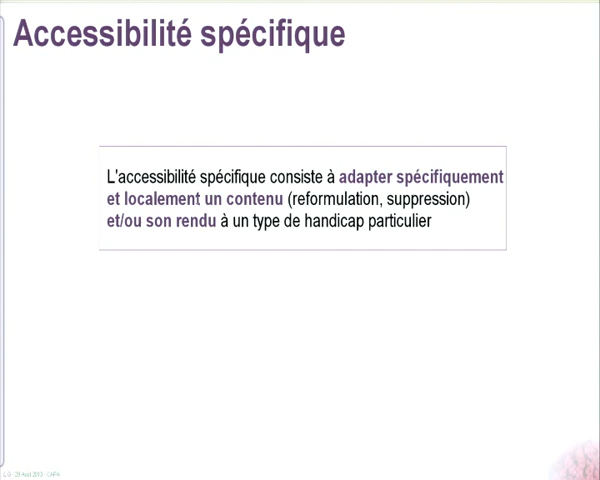 Accessibilité spécifique
L'accessibilité spécifique consiste à adapter spécifiquement
et localement un contenu (reformulation, suppression)
et/ou son rendu à un type de handicap particulier